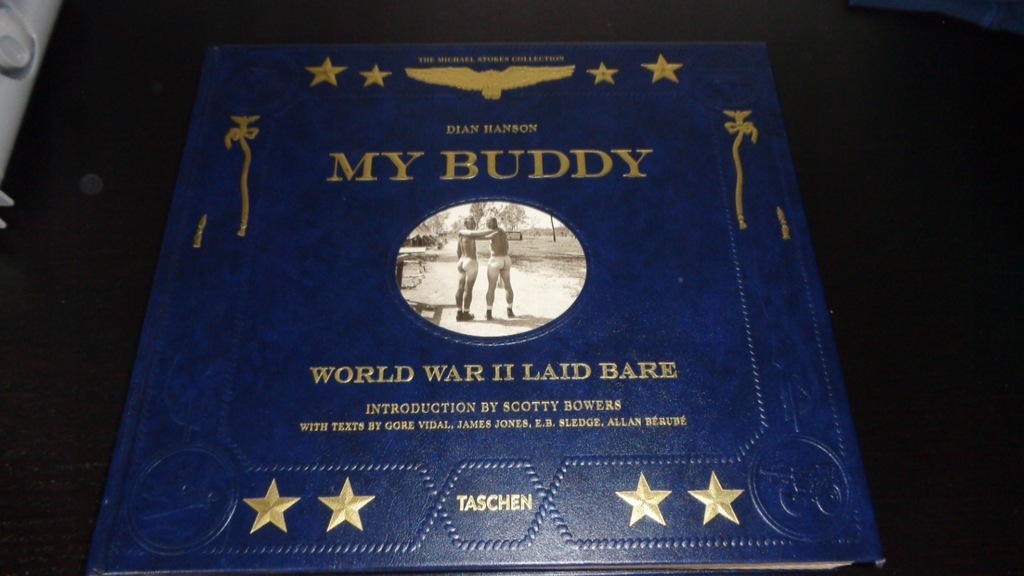 THE MICHAEL STOKES COLLECTION
DIAN HANSON
MY BUDDY
WORLD WAR II LAID BARE
INTRODUCTION BY SCOTTY BOWERS
WITH TEXTS BY GORE VIDAL, JAMES JONES, E.B. SLEDGE, ALLAN BÉRUBÉ
TASCHEN